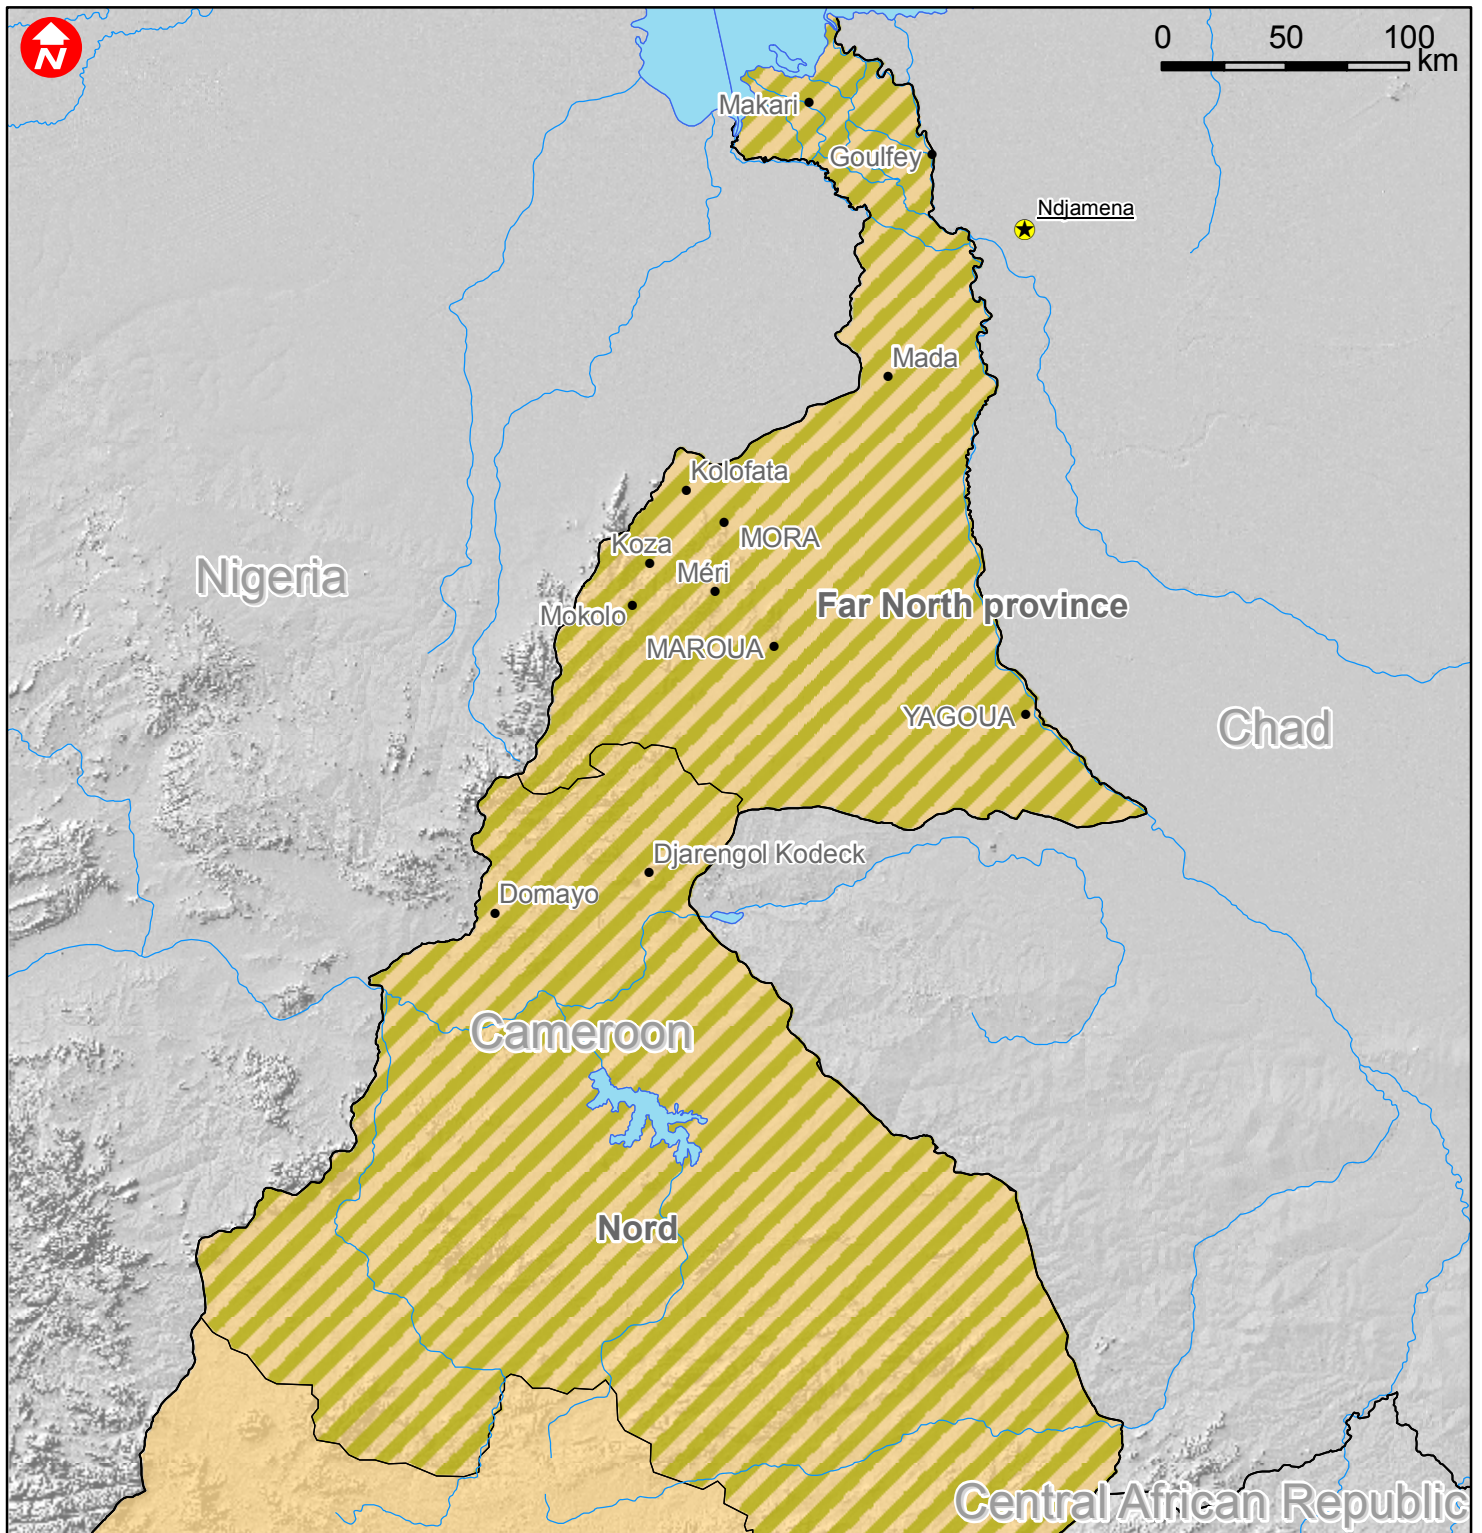 N
0 50 100
km
Makari
Goulfey
Ndjamena
Mada
Kolofata
MORA
Koza
Méri
Nigeria
Far North province
Mokolo
MAROUA
YAGOUA
Chad
Djarengol Kodeck
Domayo
Cameroon
Nord
Central African Republic